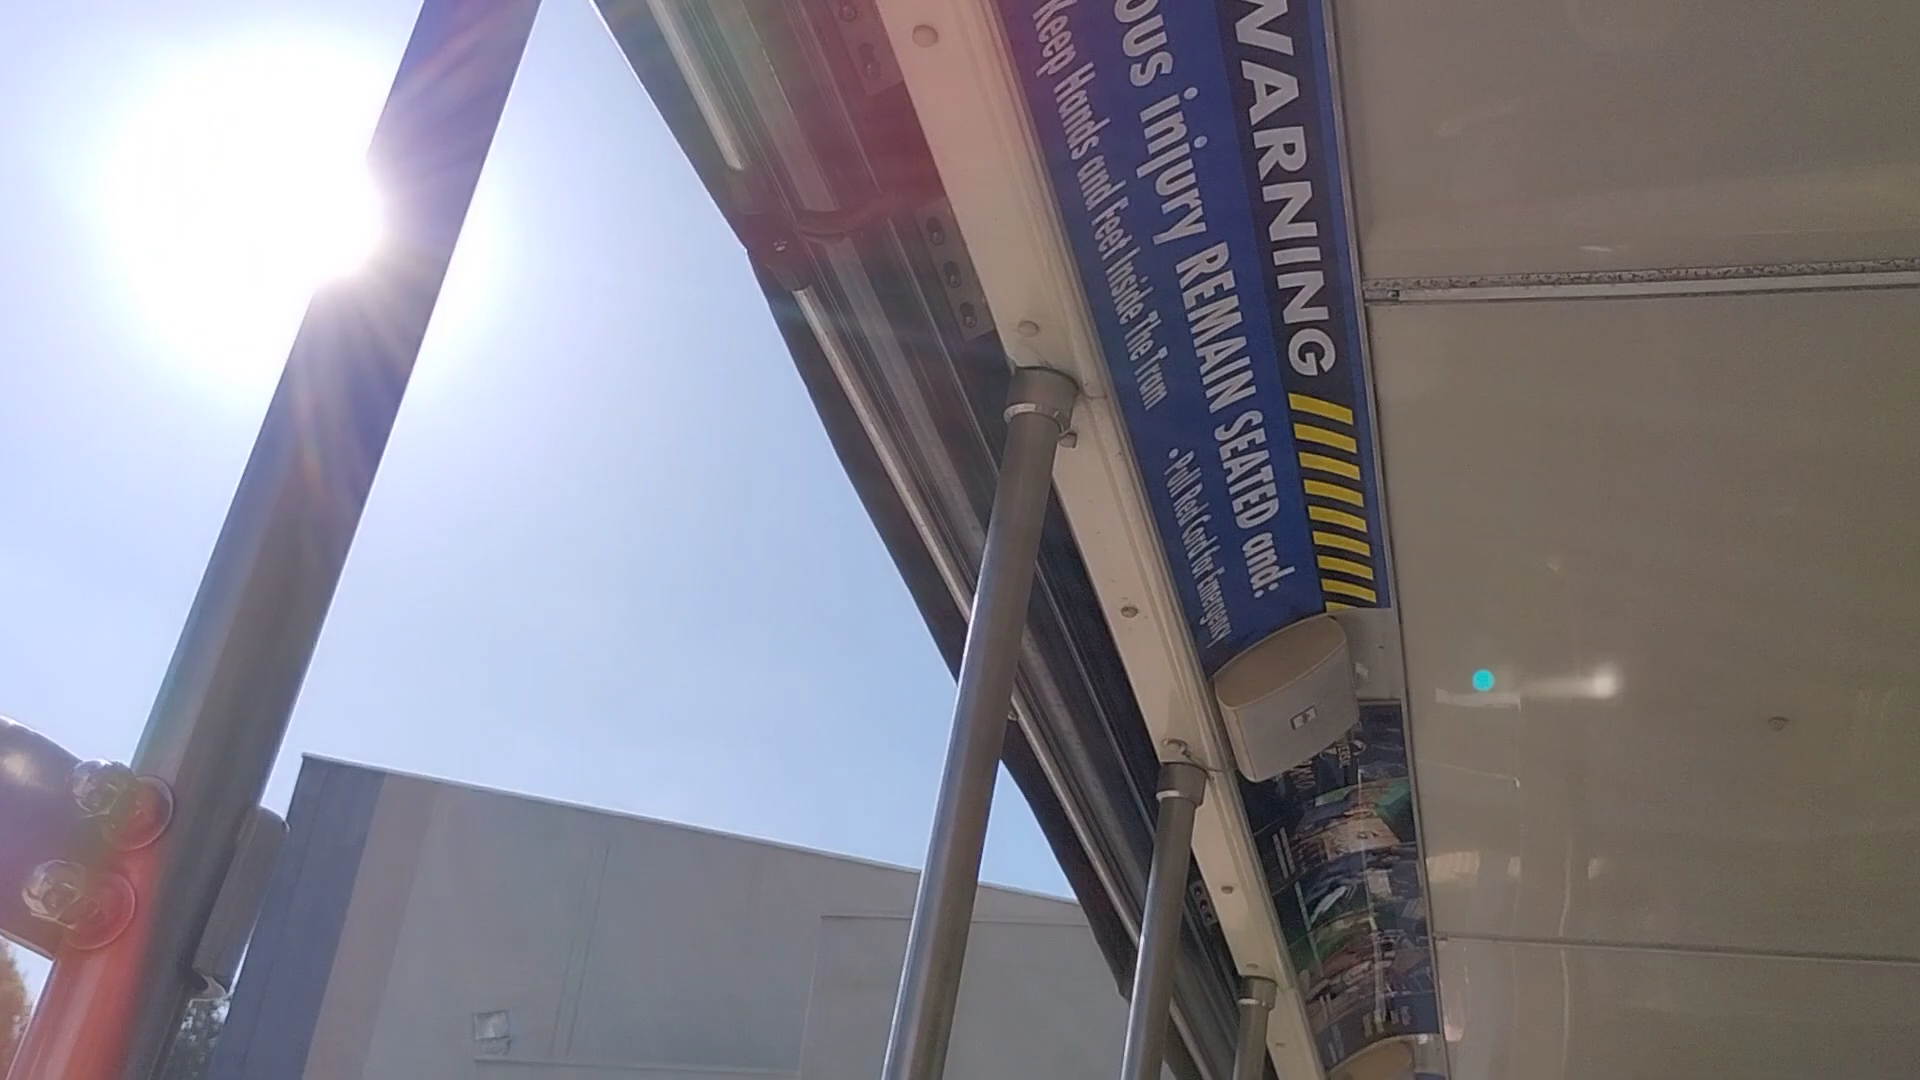 WARNING
ous injury REMAIN SEATED and:
Keep Hands and Feet Inside The Tram
• Pull Red Cord for Emergency